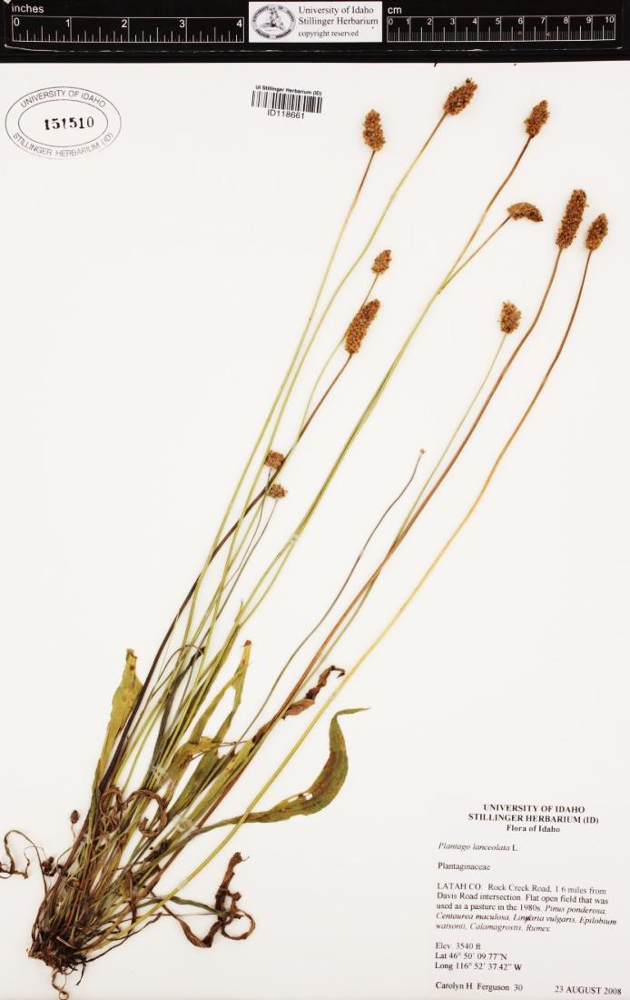 inches
0 1 2 3 4
University of Idaho
Stillinger Herbarium
copyright reserved
cm
0 1 2 3 4 5 6 7 8 9 10
UNIVERSITY OF IDAHO
151510
STILLINGER HERBARIUM (ID)
UI Stillinger Herbarium (ID)
ID118661
UNIVERSITY OF IDAHO
STILLINGER HERBARIUM (ID)
Flora of Idaho
Plantago lanceolata L.
Plantaginaceae
LATAH CO. Rock Creek Road, 1.6 miles from
Davis Road intersection. Flat open field that was
used as a pasture in the 1980s. Pinus ponderosa,
Centaurea maculosa, Linaria vulgaris, Epilobium
watsonii, Calamagrostis, Rumex.
Elev. 3540 ft
Lat 46° 50' 09.77"N
Long 116° 52' 37.42" W
Carolyn H. Ferguson 30 23 AUGUST 2008